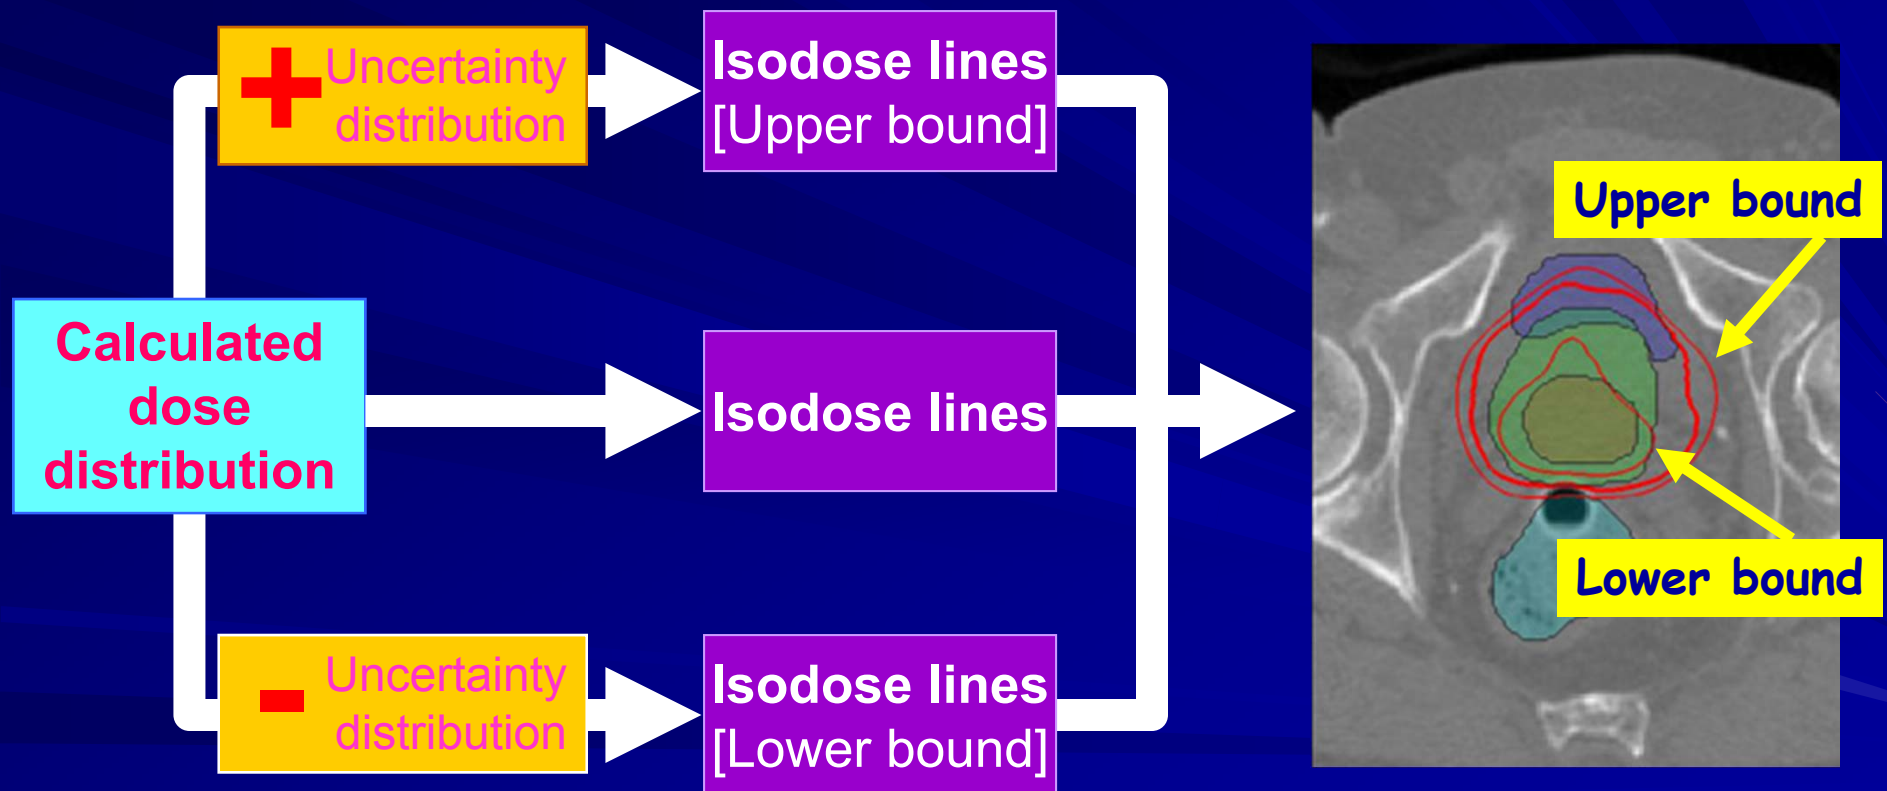 + Uncertainty
distribution
Isodose lines
[Upper bound]
Calculated
dose
distribution
Isodose lines
- Uncertainty
distribution
Isodose lines
[Lower bound]
Upper bound
Lower bound